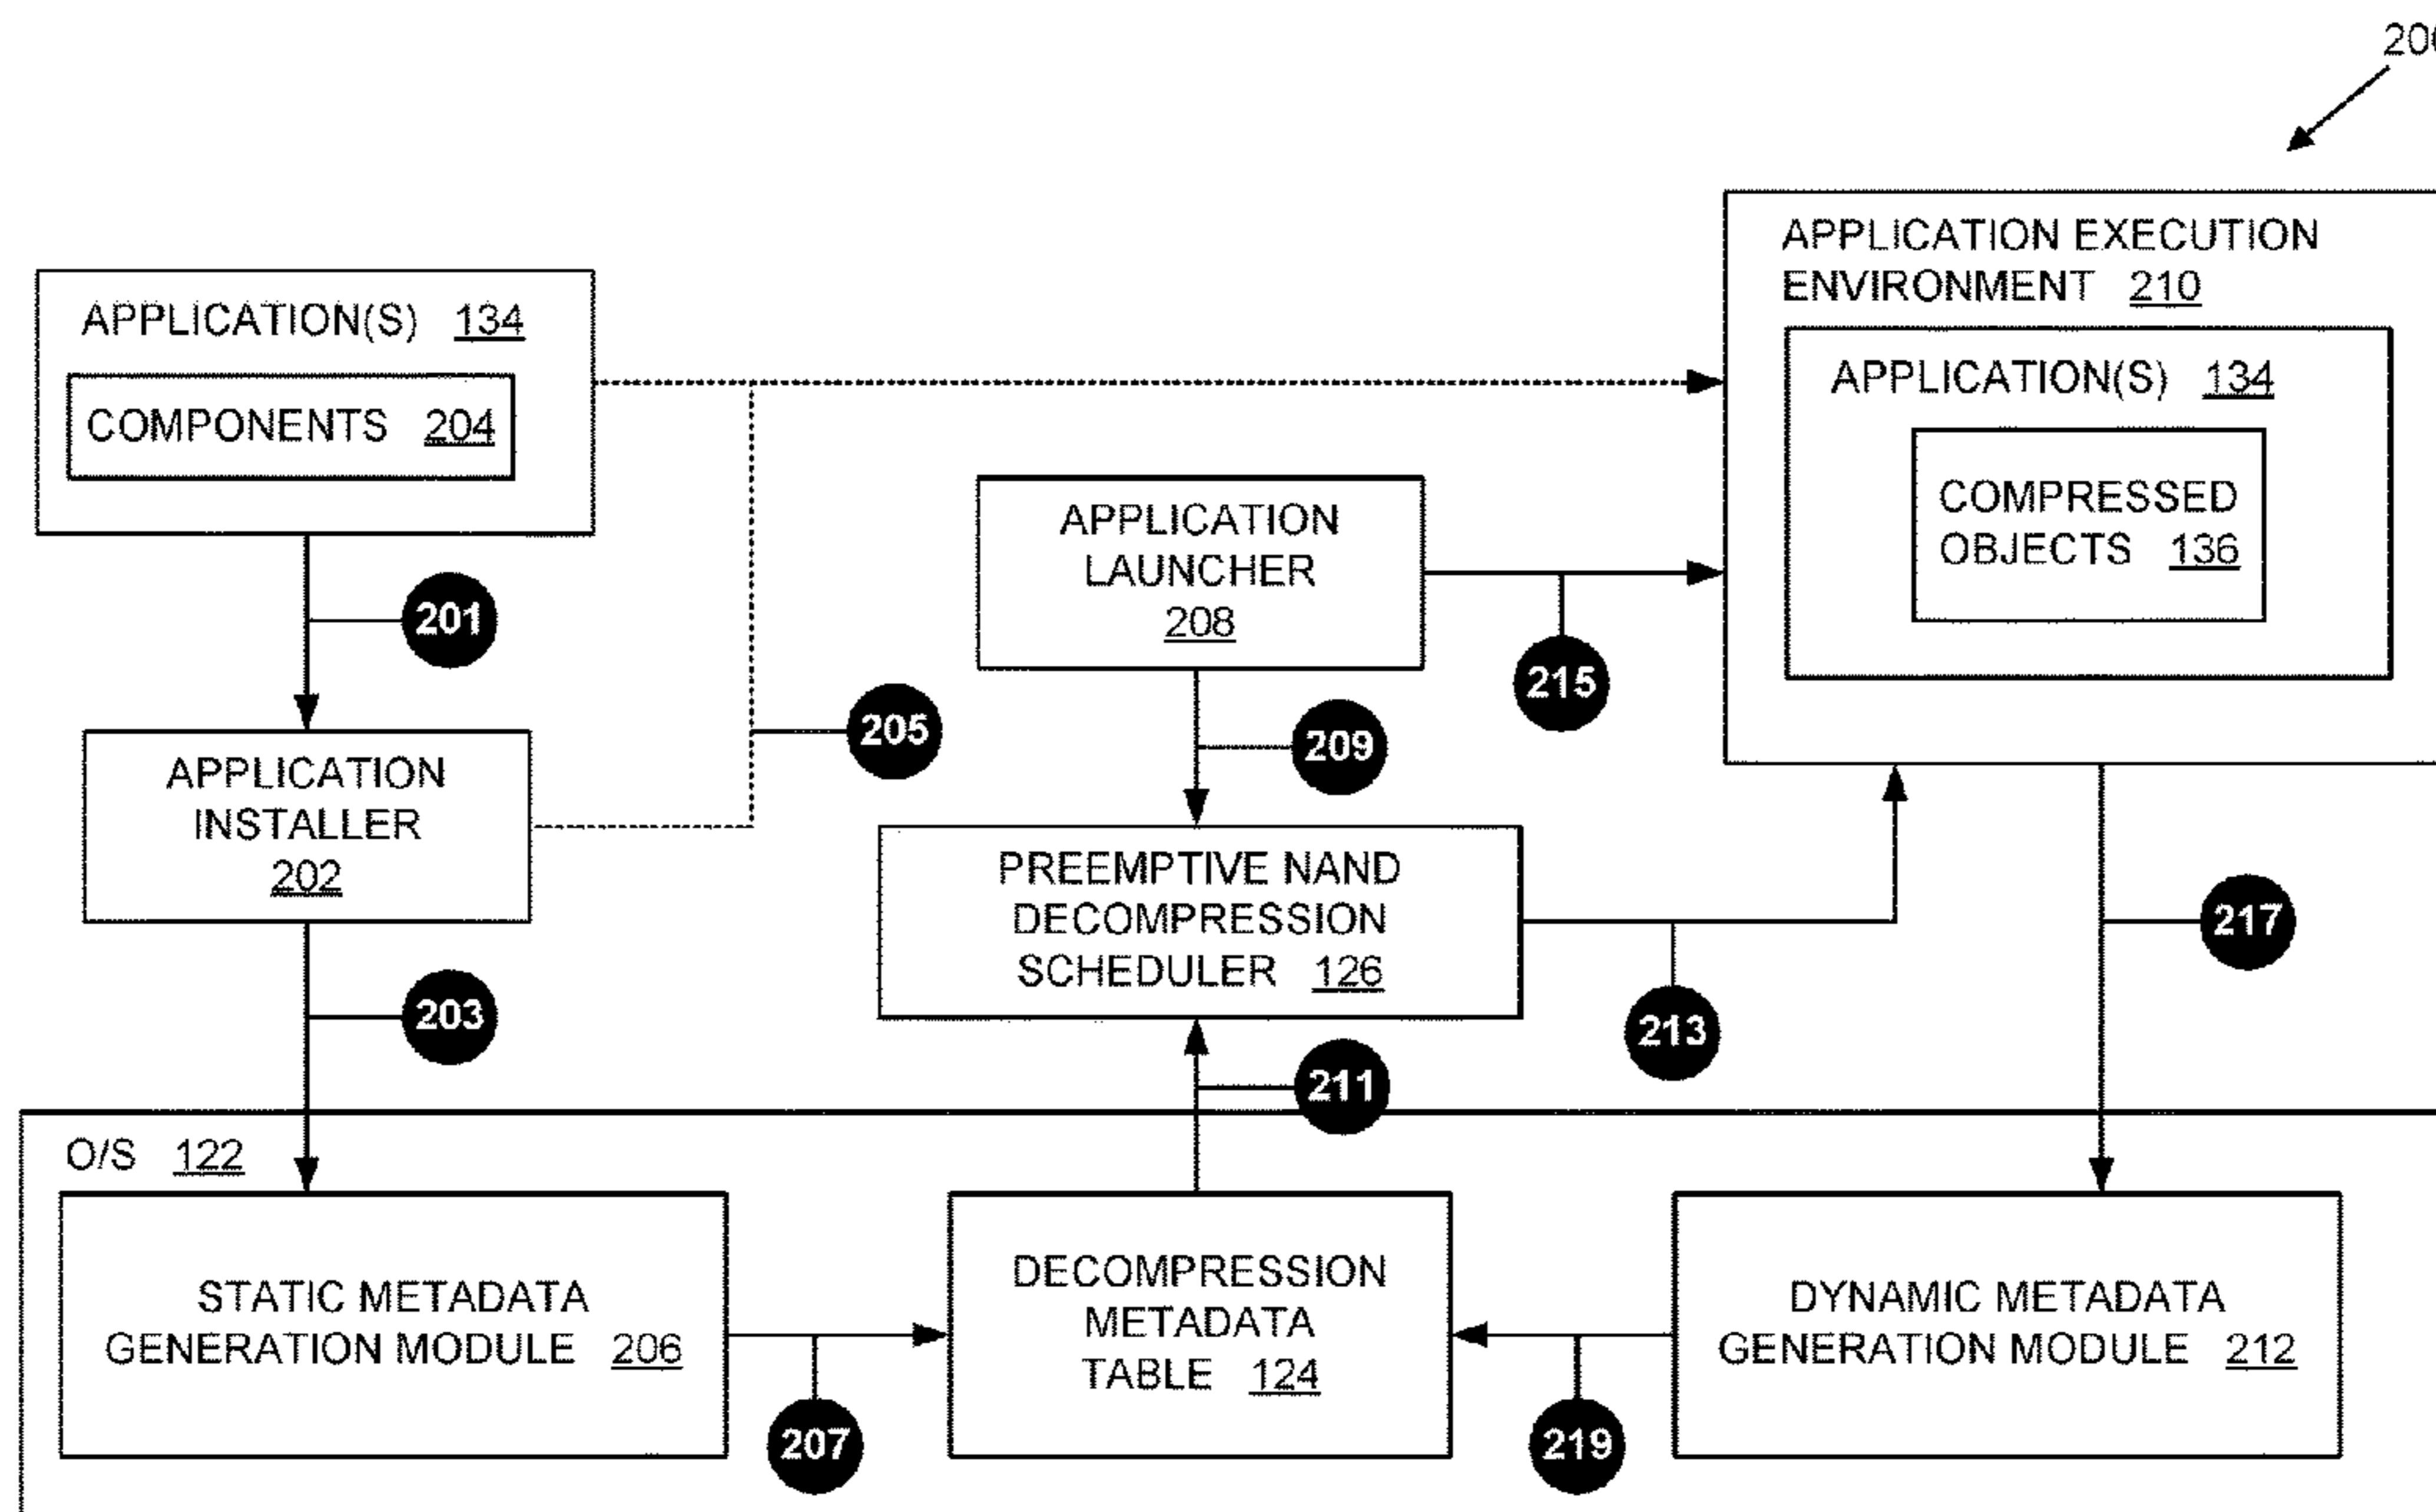 200
APPLICATION EXECUTION
ENVIRONMENT 210
APPLICATION(S) 134
COMPRESSED
OBJECTS 136
APPLICATION(S) 134
COMPONENTS 204
APPLICATION
LAUNCHER
208
201
215
205
209
APPLICATION
INSTALLER
202
PREEMPTIVE NAND
DECOMPRESSION
SCHEDULER 126
217
203
213
211
O/S 122
STATIC METADATA
GENERATION MODULE 206
DECOMPRESSION
METADATA
TABLE 124
DYNAMIC METADATA
GENERATION MODULE 212
207
219